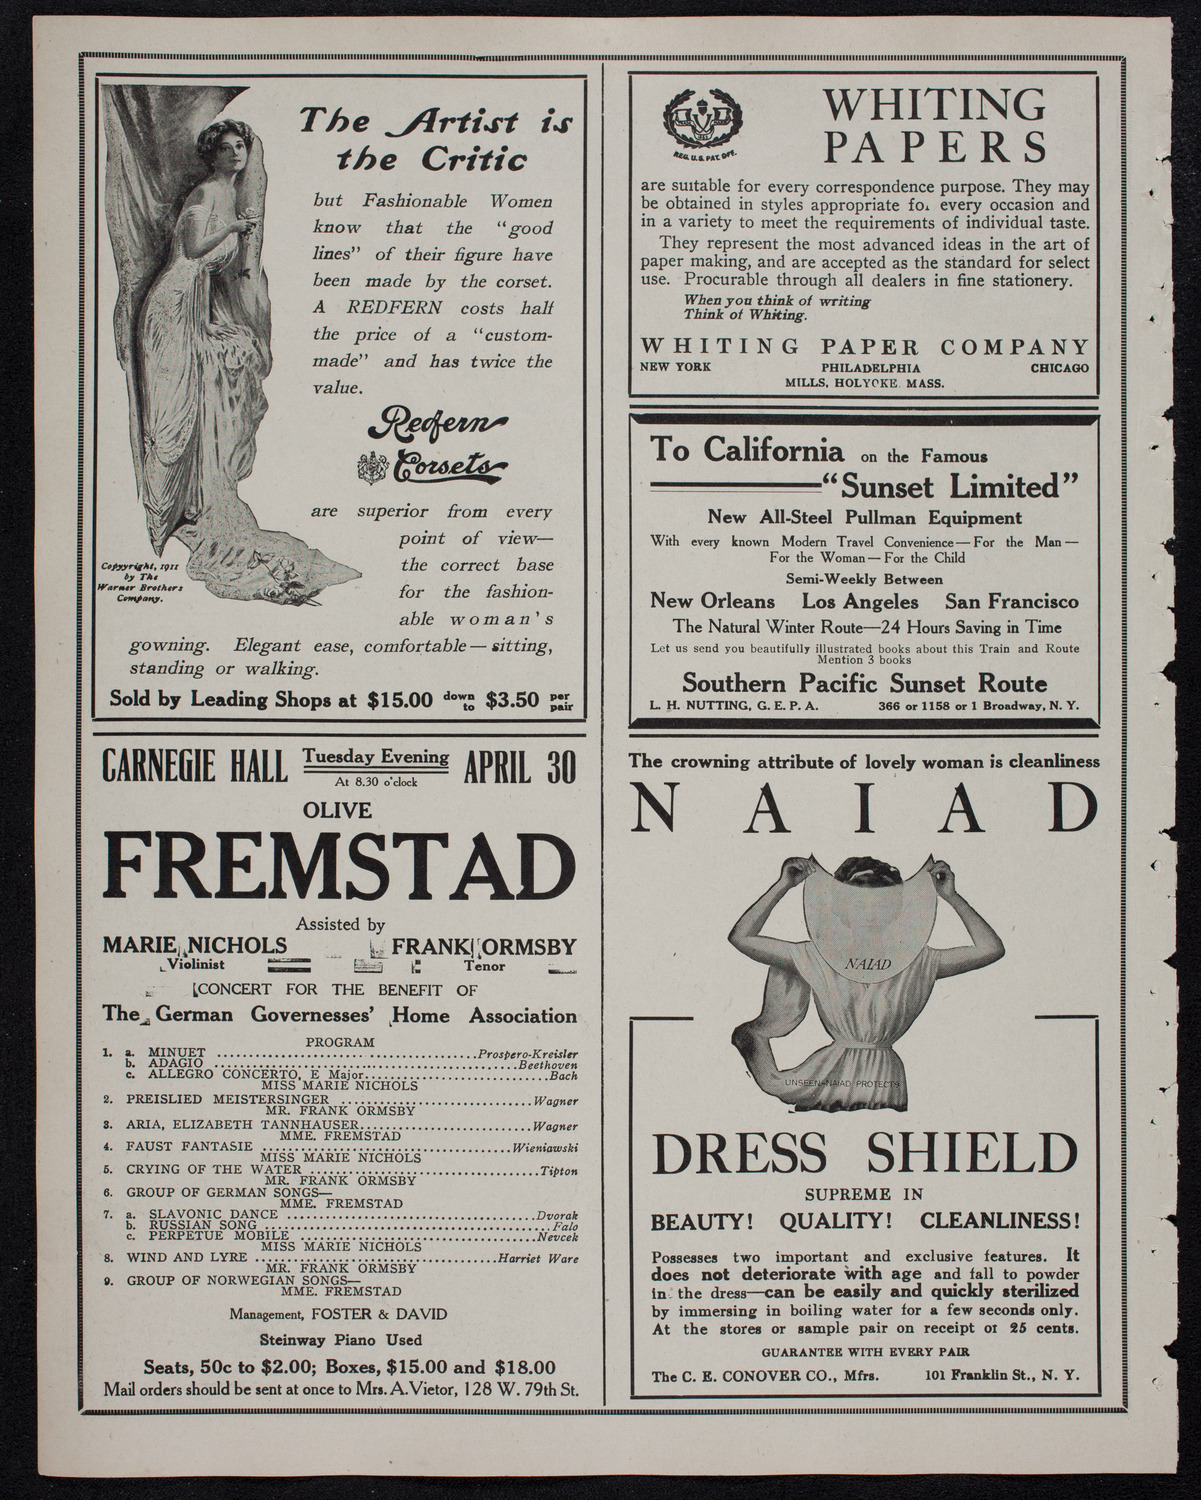 The Artist is
the Critic
but Fashionable Women
know that the "good
lines" of their figure have
been made by the corset.
A REDFERN costs half
the price of a "custom-
made" and has twice the
value.
Redfern
Corsets
are superior from every
point of view—
the correct base
for the fashion-
able woman's
gowning. Elegant ease, comfortable—sitting,
standing or walking.
Copyright, 1911
by The
Warner Brothers
Company.
Sold by Leading Shops at $15.00 down to $3.50 per pair
CARNEGIE HALL Tuesday Evening APRIL 30
At 8.30 o'clock
OLIVE
FREMSTAD
Assisted by
MARIE NICHOLS FRANK ORMSBY
Violinist Tenor
CONCERT FOR THE BENEFIT OF
The German Governesses' Home Association
PROGRAM
1. a. MINUET ........ Prospero-Kreisler
b. ADAGIO ........ Beethoven
c. ALLEGRO CONCERTO, E Major ........ Bach
MISS MARIE NICHOLS
2. PREISLIED MEISTERSINGER ........ Wagner
MR. FRANK ORMSBY
3. ARIA, ELIZABETH TANNHAUSER ........ Wagner
MME. FREMSTAD
4. FAUST FANTASIE ........ Wieniawski
MISS MARIE NICHOLS
5. CRYING OF THE WATER ........ Tipton
MR. FRANK ORMSBY
6. GROUP OF GERMAN SONGS—
MME. FREMSTAD
7. a. SLAVONIC DANCE ........ Dvorak
b. RUSSIAN SONG ........ Falo
c. PERPETUE MOBILE ........ Nevcek
MISS MARIE NICHOLS
8. WIND AND LYRE ........ Harriet Ware
MR. FRANK ORMSBY
9. GROUP OF NORWEGIAN SONGS—
MME. FREMSTAD
Management, FOSTER & DAVID
Steinway Piano Used
Seats, 50c to $2.00; Boxes, $15.00 and $18.00
Mail orders should be sent at once to Mrs. A. Victor, 128 W. 79th St.
REG. U.S. PAT. OFF.
WHITING
PAPERS
are suitable for every correspondence purpose. They may
be obtained in styles appropriate for every occasion and
in a variety to meet the requirements of individual taste.
They represent the most advanced ideas in the art of
paper making, and are accepted as the standard for select
use. Procurable through all dealers in fine stationery.
When you think of writing
Think of Whiting.
WHITING PAPER COMPANY
NEW YORK PHILADELPHIA CHICAGO
MILLS, HOLYOKE, MASS.
To California on the Famous
"Sunset Limited"
New All-Steel Pullman Equipment
With every known Modern Travel Convenience—For the Man—
For the Woman—For the Child
Semi-Weekly Between
New Orleans Los Angeles San Francisco
The Natural Winter Route—24 Hours Saving in Time
Let us send you beautifully illustrated books about this Train and Route
Mention 3 books
Southern Pacific Sunset Route
L. H. NUTTING, G. E. P. A. 366 or 1158 or 1 Broadway, N. Y.
The crowning attribute of lovely woman is cleanliness
NAIAD
NAIAD
UNSEEN-NAIAD PROTECTS
DRESS SHIELD
SUPREME IN
BEAUTY! QUALITY! CLEANLINESS!
Possesses two important and exclusive features. It
does not deteriorate with age and fall to powder
in the dress—can be easily and quickly sterilized
by immersing in boiling water for a few seconds only.
At the stores or sample pair on receipt of 25 cents.
GUARANTEE WITH EVERY PAIR
The C. E. CONOVER CO., Mfrs. 101 Franklin St., N. Y.